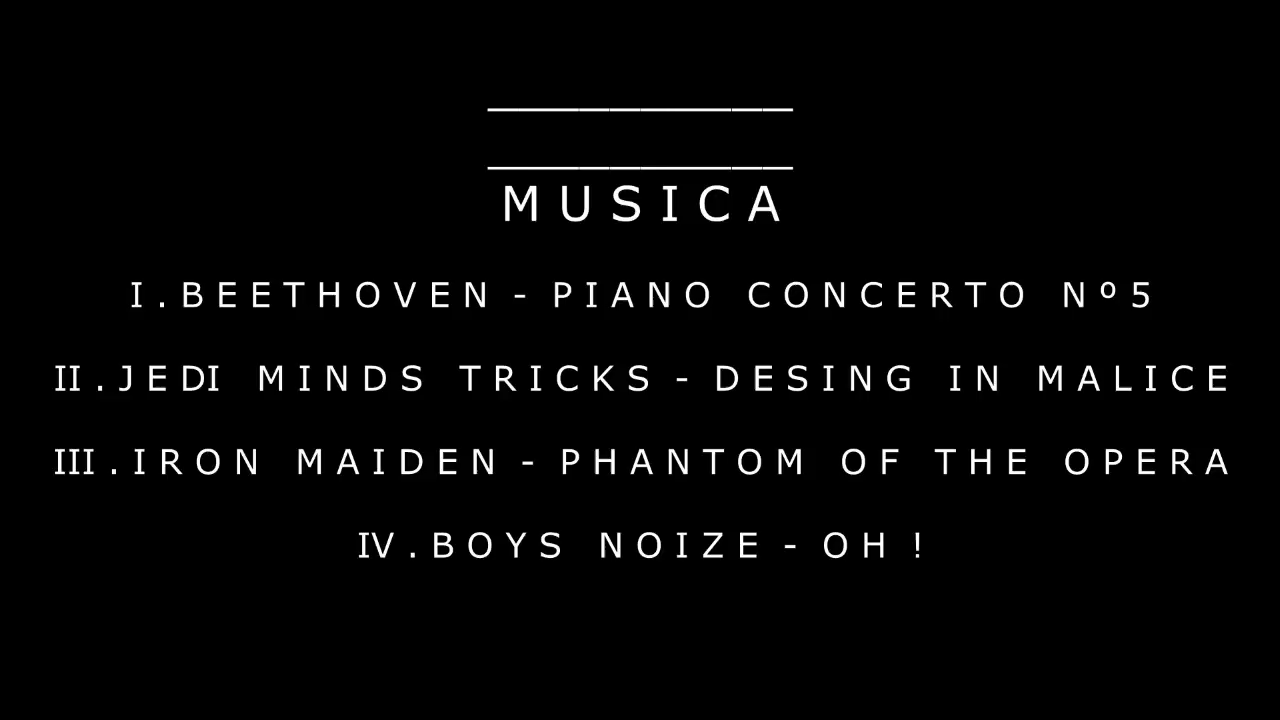 MUSICA
I.BEETHOVEN - PIANO CONCERTO Nº5
II.JEDI MINDS TRICKS - DESING IN MALICE
III.IRON MAIDEN - PHANTOM OF THE OPERA
IV.BOYS NOIZE - OH !